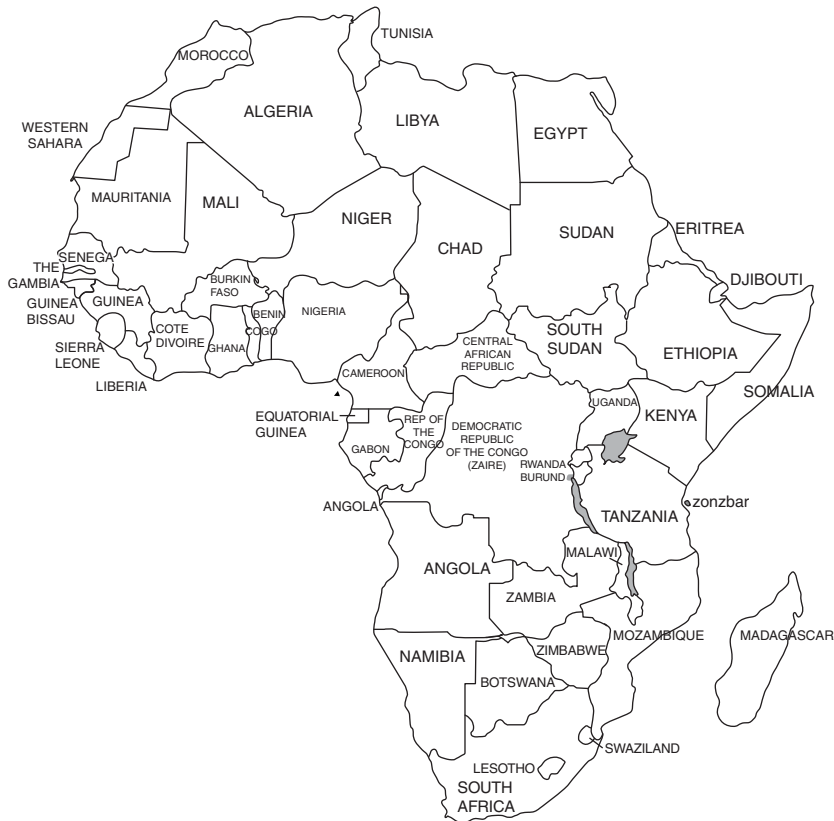 TUNISIA
MOROCCO
ALGERIA
LIBYA
EGYPT
WESTERN
SAHARA
MAURITANIA
MALI
NIGER
CHAD
SUDAN
ERITREA
SENEGA
THE
GAMBIA
GUINEA
BISSAU
GUINEA
BURKIN
FASO
BENIN
COGO
NIGERIA
DJIBOUTI
SIERRA
LEONE
COTE
DIVOIRE
GHANA
LIBERIA
CAMEROON
CENTRAL
AFRICAN
REPUBLIC
SOUTH
SUDAN
ETHIOPIA
SOMALIA
EQUATORIAL
GUINEA
GABON
REP OF
THE
CONGO
DEMOCRATIC
REPUBLIC
OF THE CONGO
(ZAIRE)
UGANDA
KENYA
RWANDA
BURUND
TANZANIA
zonzbar
ANGOLA
ANGOLA
MALAWI
ZAMBIA
MOZAMBIQUE
MADAGASCAR
NAMIBIA
ZIMBABWE
BOTSWANA
SWAZILAND
LESOTHO
SOUTH
AFRICA